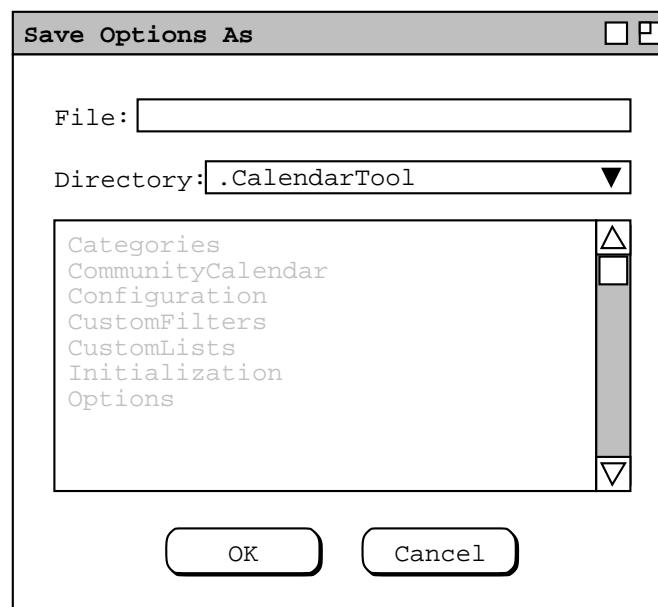 Save Options As
File:
Directory: .CalendarTool
Categories
CommunityCalendar
Configuration
CustomFilters
CustomLists
Initialization
Options
OK Cancel